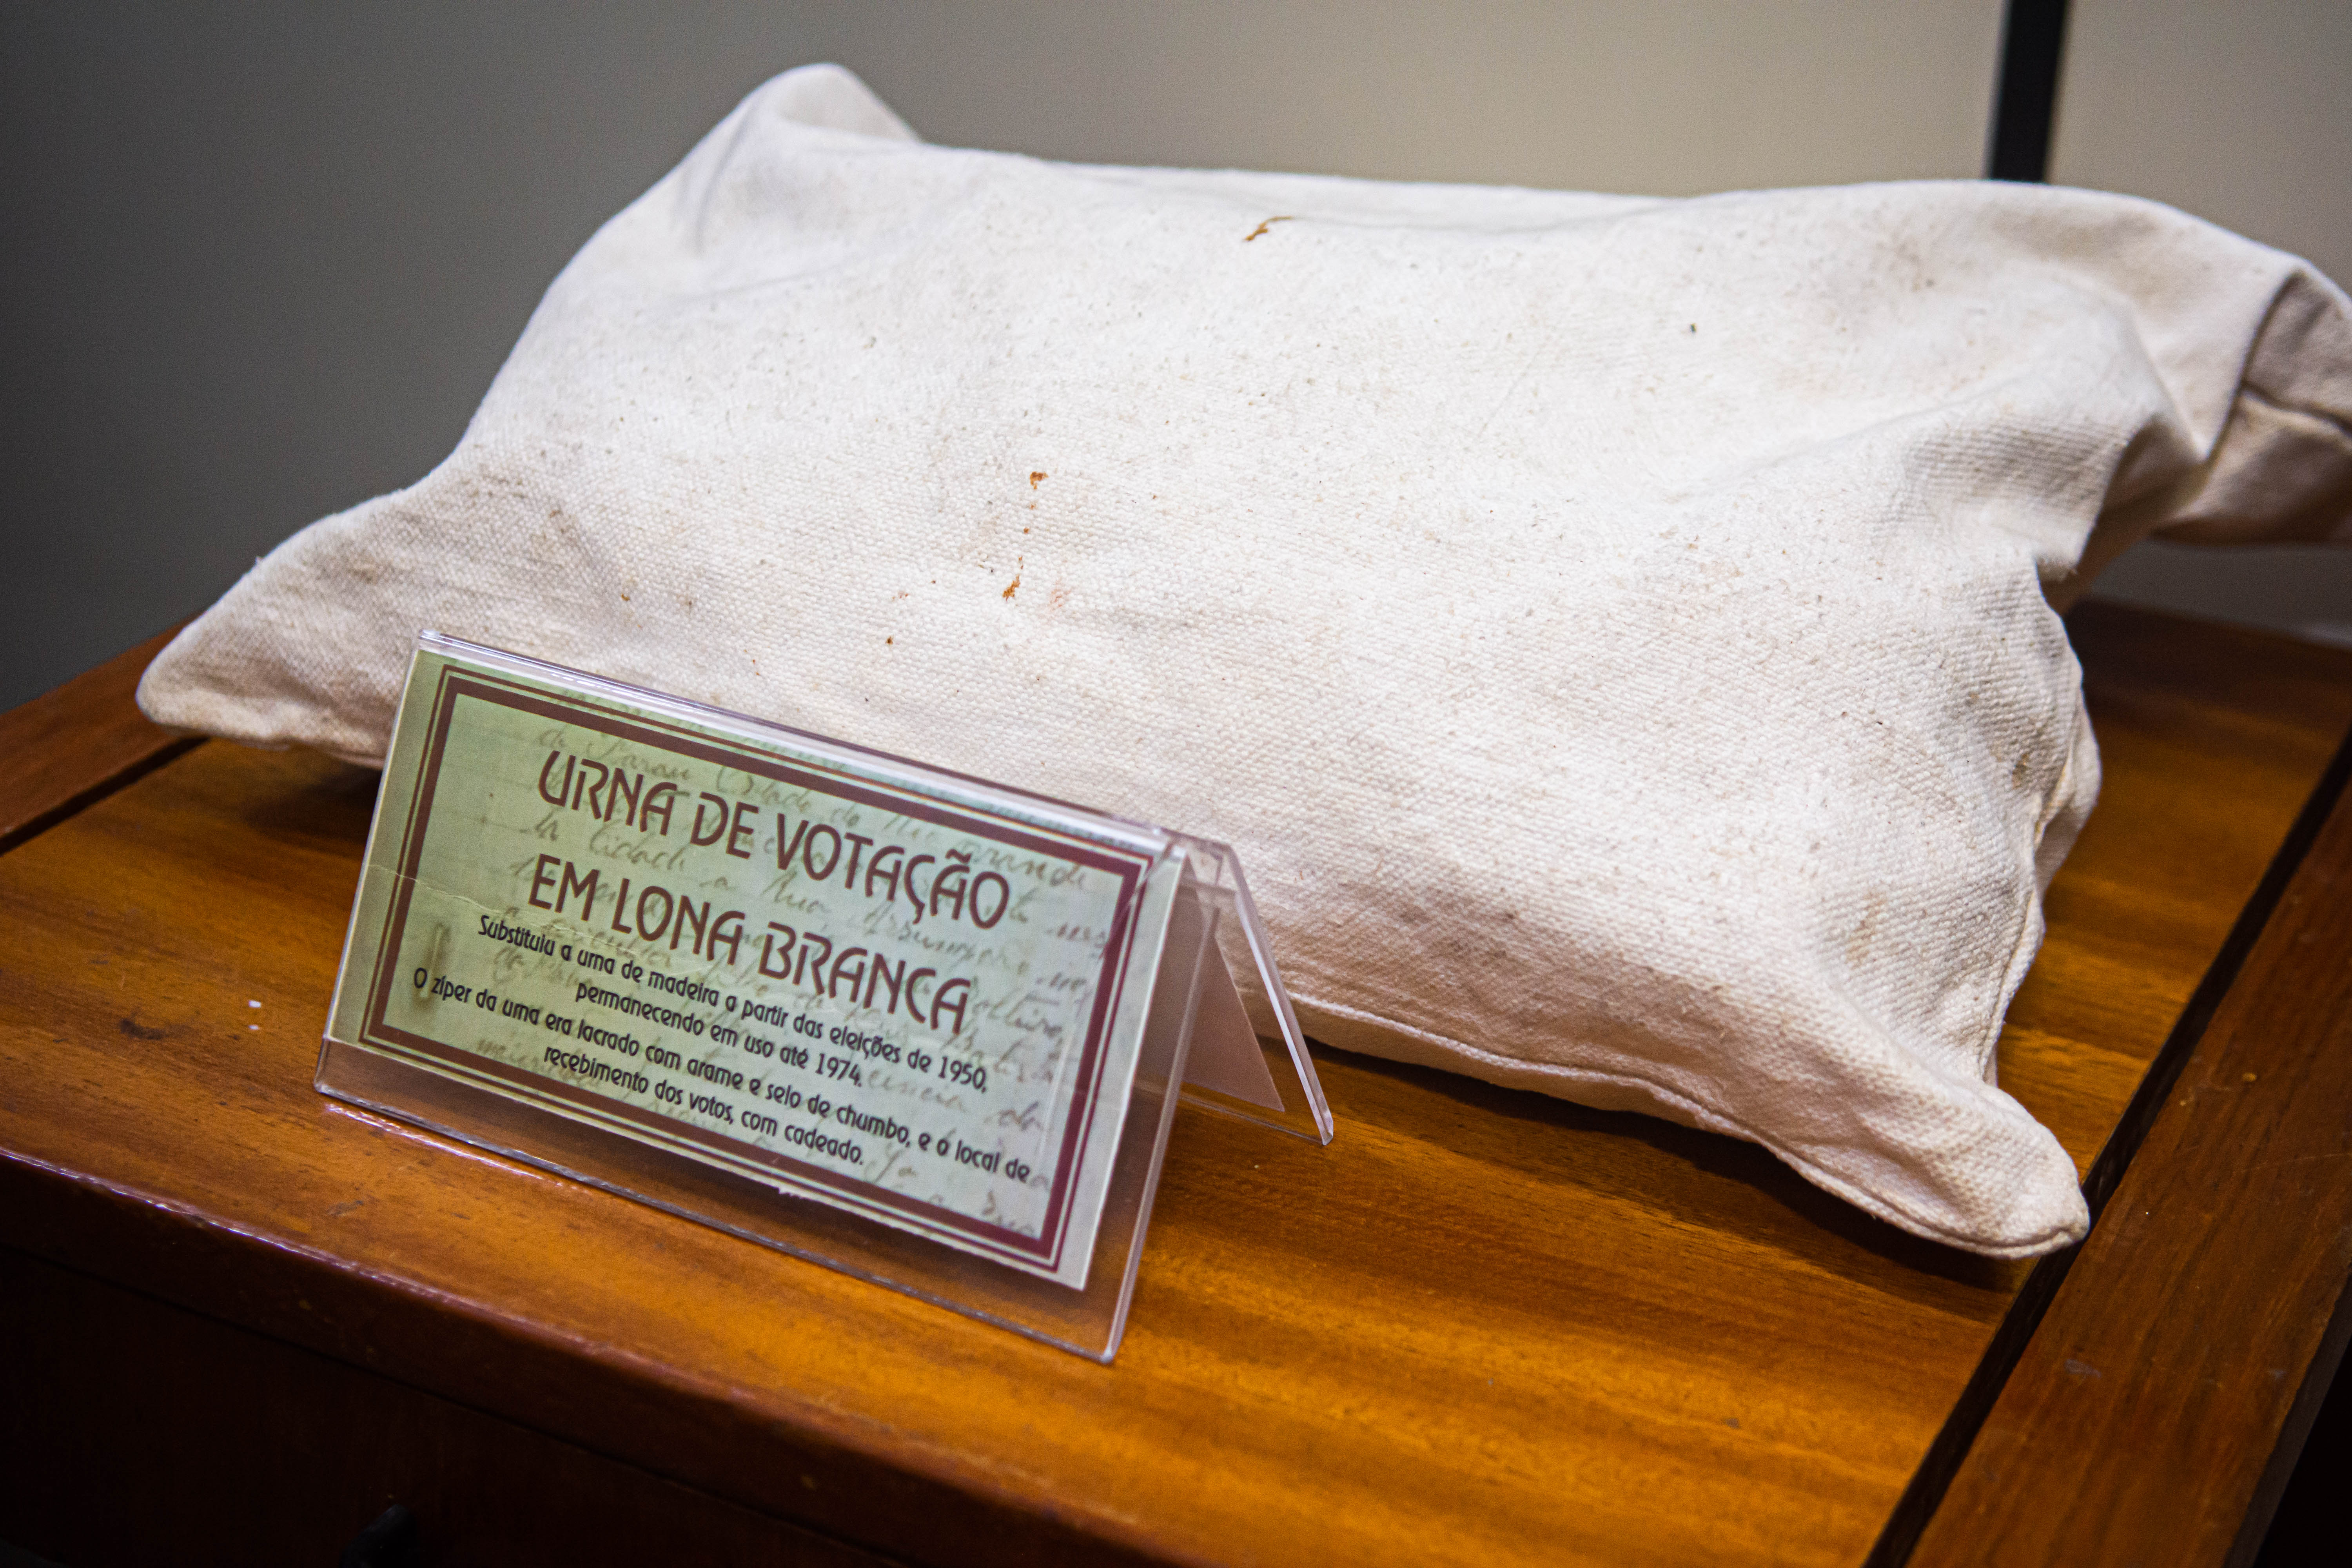 URNA DE VOTAÇÃO
EM LONA BRANCA
Substituiu a urna de madeira a partir das eleições de 1950,
permanecendo em uso até 1974.
O zíper da urna era lacrado com arame e selo de chumbo, e o local de
recebimento dos votos, com cadeado.